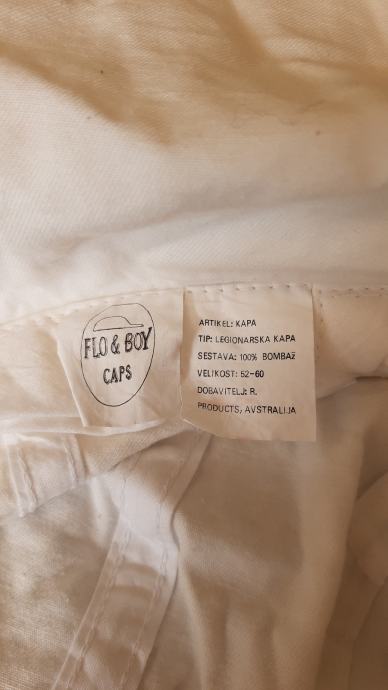 FLO & BOY
CAPS
ARTIKEL: KAPA
TIP: LEGIONARSKA KAPA
SESTAVA: 100% BOMBAŽ
VELIKOST: 52-60
DOBAVITELJ: R.
PRODUCTS, AVSTRALIJA